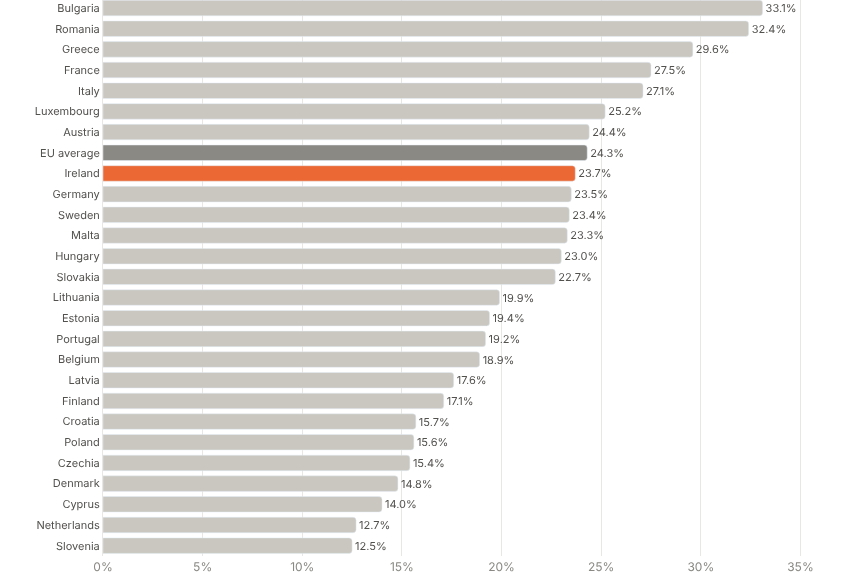 Bulgaria 33.1%
Romania 32.4%
Greece 29.6%
France 27.5%
Italy 27.1%
Luxembourg 25.2%
Austria 24.4%
EU average 24.3%
Ireland 23.7%
Germany 23.5%
Sweden 23.4%
Malta 23.3%
Hungary 23.0%
Slovakia 22.7%
Lithuania 19.9%
Estonia 19.4%
Portugal 19.2%
Belgium 18.9%
Latvia 17.6%
Finland 17.1%
Croatia 15.7%
Poland 15.6%
Czechia 15.4%
Denmark 14.8%
Cyprus 14.0%
Netherlands 12.7%
Slovenia 12.5%
0% 5% 10% 15% 20% 25% 30% 35%